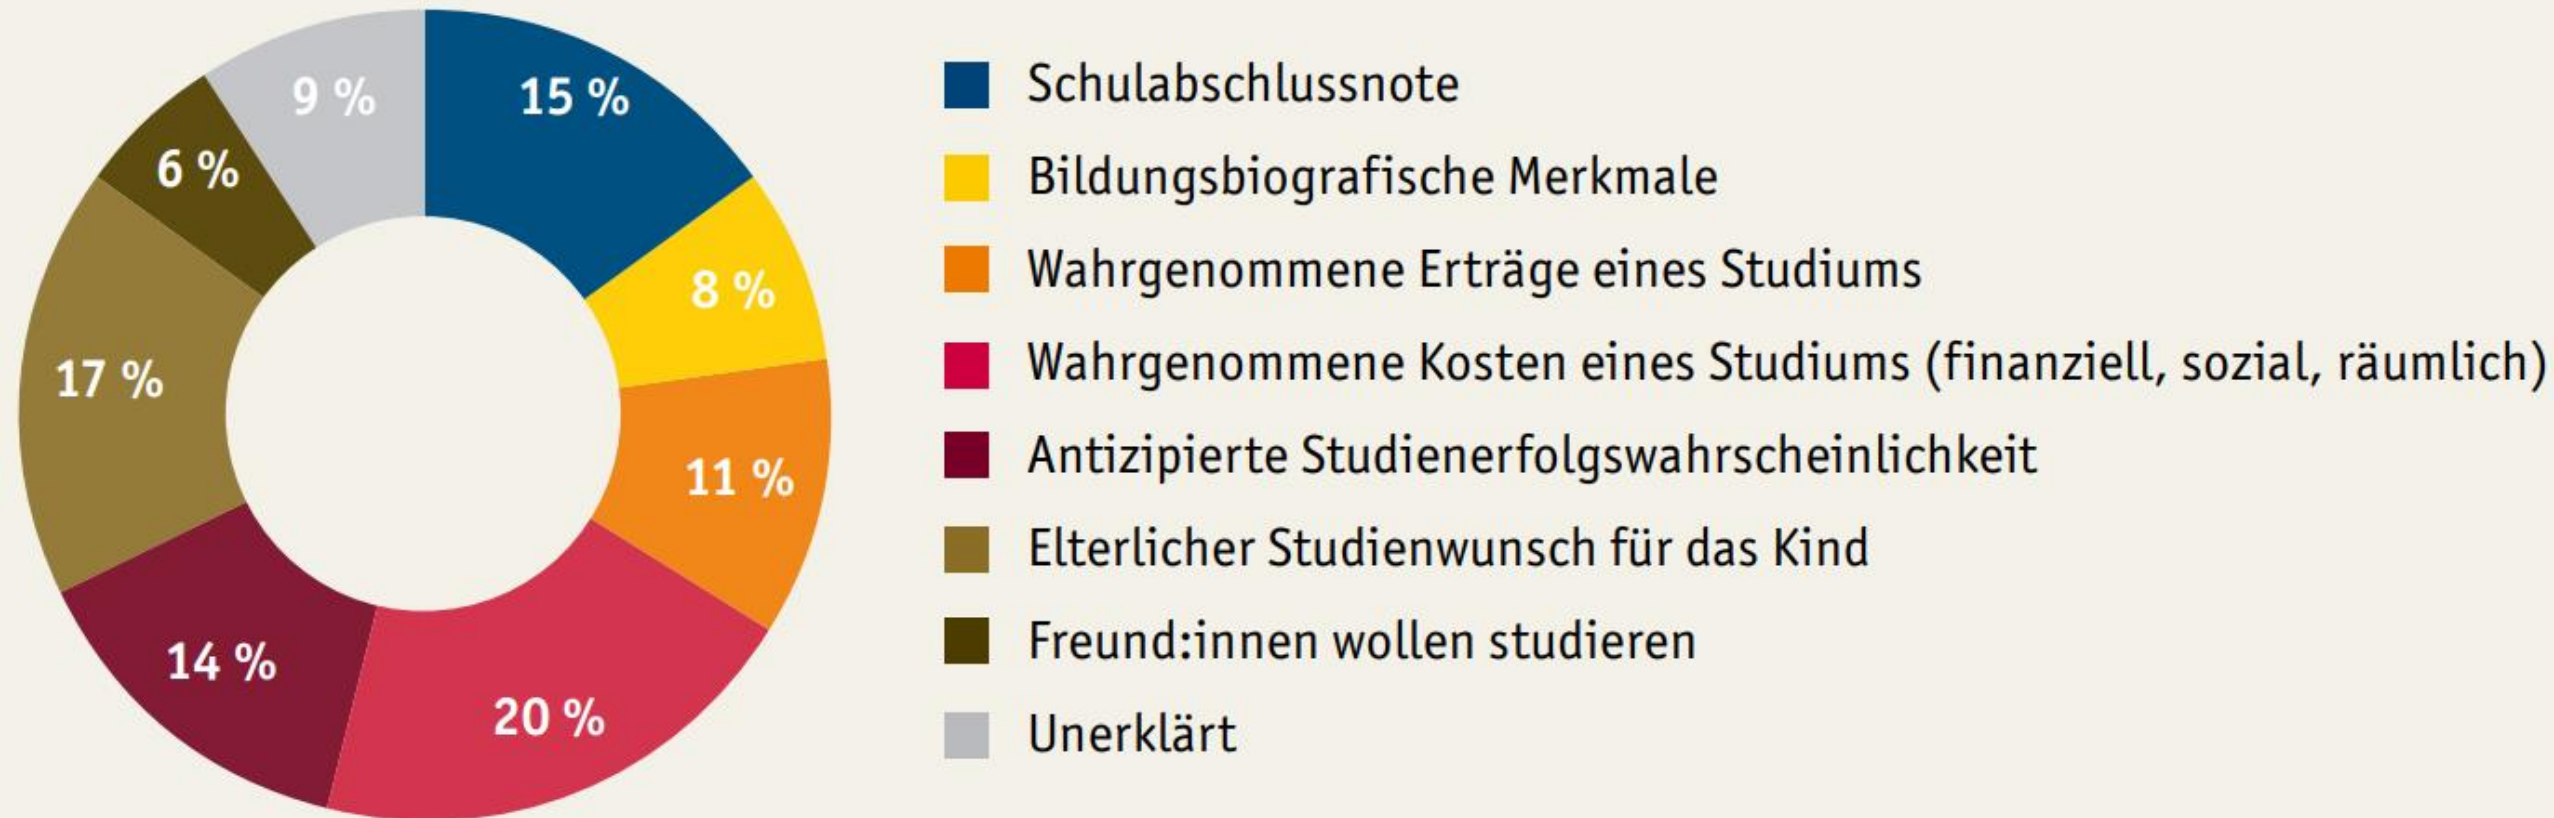 9 %
15 %
6 %
8 %
17 %
11 %
14 %
20 %
Schulabschlussnote
Bildungsbiografische Merkmale
Wahrgenommene Erträge eines Studiums
Wahrgenommene Kosten eines Studiums (finanziell, sozial, räumlich)
Antizipierte Studienerfolgswahrscheinlichkeit
Elterlicher Studienwunsch für das Kind
Freund:innen wollen studieren
Unerklärt